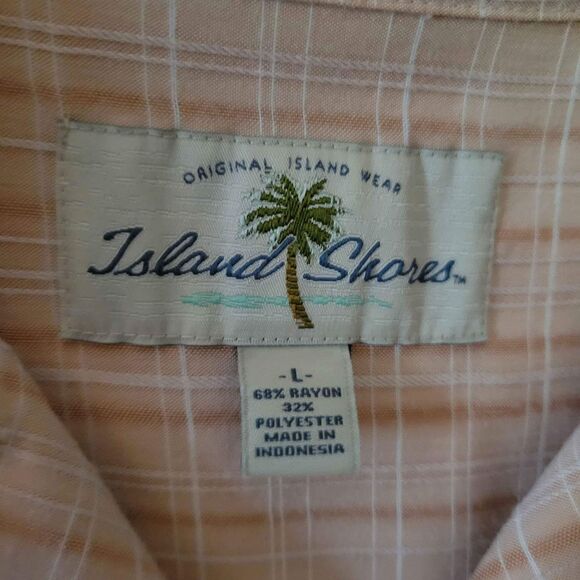 ORIGINAL ISLAND WEAR
Island Shores™
-L-
68% RAYON
32%
POLYESTER
MADE IN
INDONESIA